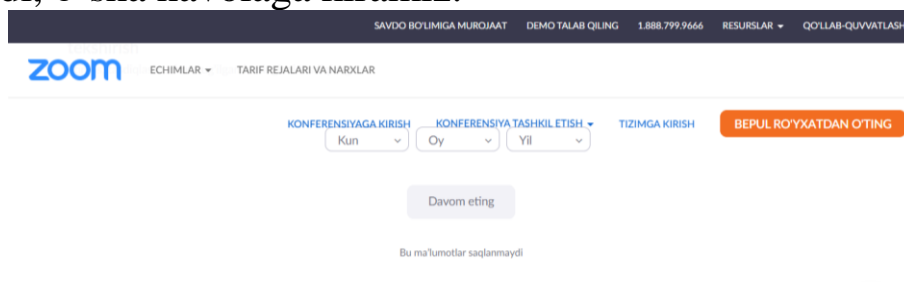 SAVDO BO'LIMIGA MUROJAAT DEMO TALAB QILING 1.888.799.9666 RESURSLAR QO'LLAB-QUVVATLASH
zoom ECHIMLAR TARIF REJALARI VA NARXLAR
KONFERENSIYAGA KIRISH KONFERENSIYA TASHKIL ETISH TIZIMGA KIRISH BEPUL RO'YXATDAN O'TING
Kun Oy Yil
Davom eting
Bu ma'lumotlar saqlanmaydi